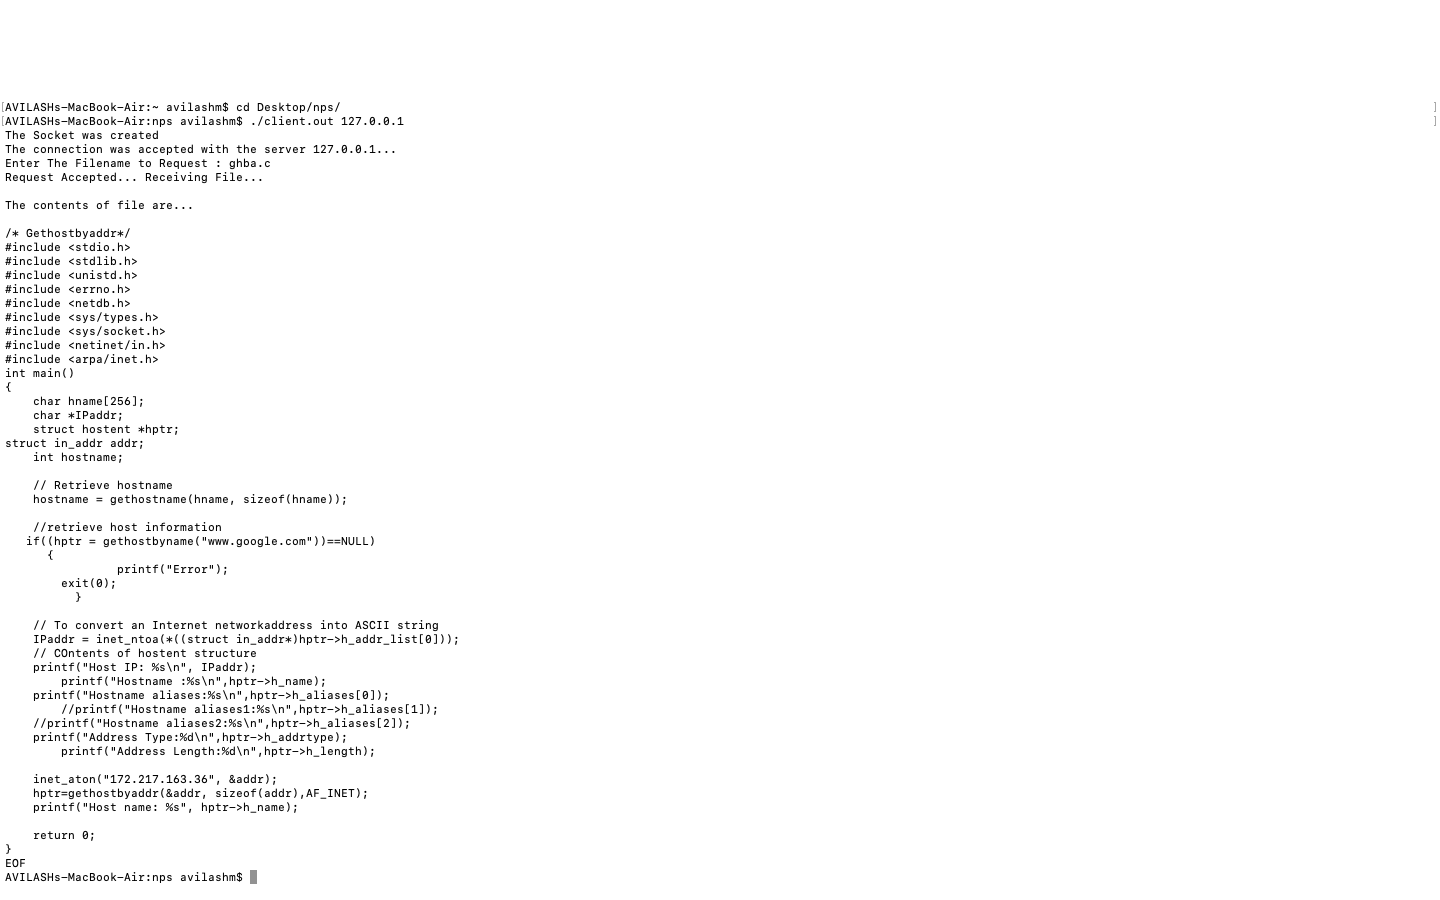 [AVILASHs-MacBook-Air:~ avilashm$ cd Desktop/nps/ ]
[AVILASHs-MacBook-Air:nps avilashm$ ./client.out 127.0.0.1 ]
The Socket was created
The connection was accepted with the server 127.0.0.1...
Enter The Filename to Request : ghba.c
Request Accepted... Receiving File...

The contents of file are...

/* Gethostbyaddr*/
#include <stdio.h>
#include <stdlib.h>
#include <unistd.h>
#include <errno.h>
#include <netdb.h>
#include <sys/types.h>
#include <sys/socket.h>
#include <netinet/in.h>
#include <arpa/inet.h>
int main()
{
    char hname[256];
    char *IPaddr;
    struct hostent *hptr;
struct in_addr addr;
    int hostname;

    // Retrieve hostname
    hostname = gethostname(hname, sizeof(hname));

    //retrieve host information
   if((hptr = gethostbyname("www.google.com"))==NULL)
      {
                printf("Error");
        exit(0);
          }

    // To convert an Internet networkaddress into ASCII string
    IPaddr = inet_ntoa(*((struct in_addr*)hptr->h_addr_list[0]));
    // COntents of hostent structure
    printf("Host IP: %s\n", IPaddr);
        printf("Hostname :%s\n",hptr->h_name);
    printf("Hostname aliases:%s\n",hptr->h_aliases[0]);
        //printf("Hostname aliases1:%s\n",hptr->h_aliases[1]);
    //printf("Hostname aliases2:%s\n",hptr->h_aliases[2]);
    printf("Address Type:%d\n",hptr->h_addrtype);
        printf("Address Length:%d\n",hptr->h_length);

    inet_aton("172.217.163.36", &addr);
    hptr=gethostbyaddr(&addr, sizeof(addr),AF_INET);
    printf("Host name: %s", hptr->h_name);

    return 0;
}
EOF
AVILASHs-MacBook-Air:nps avilashm$